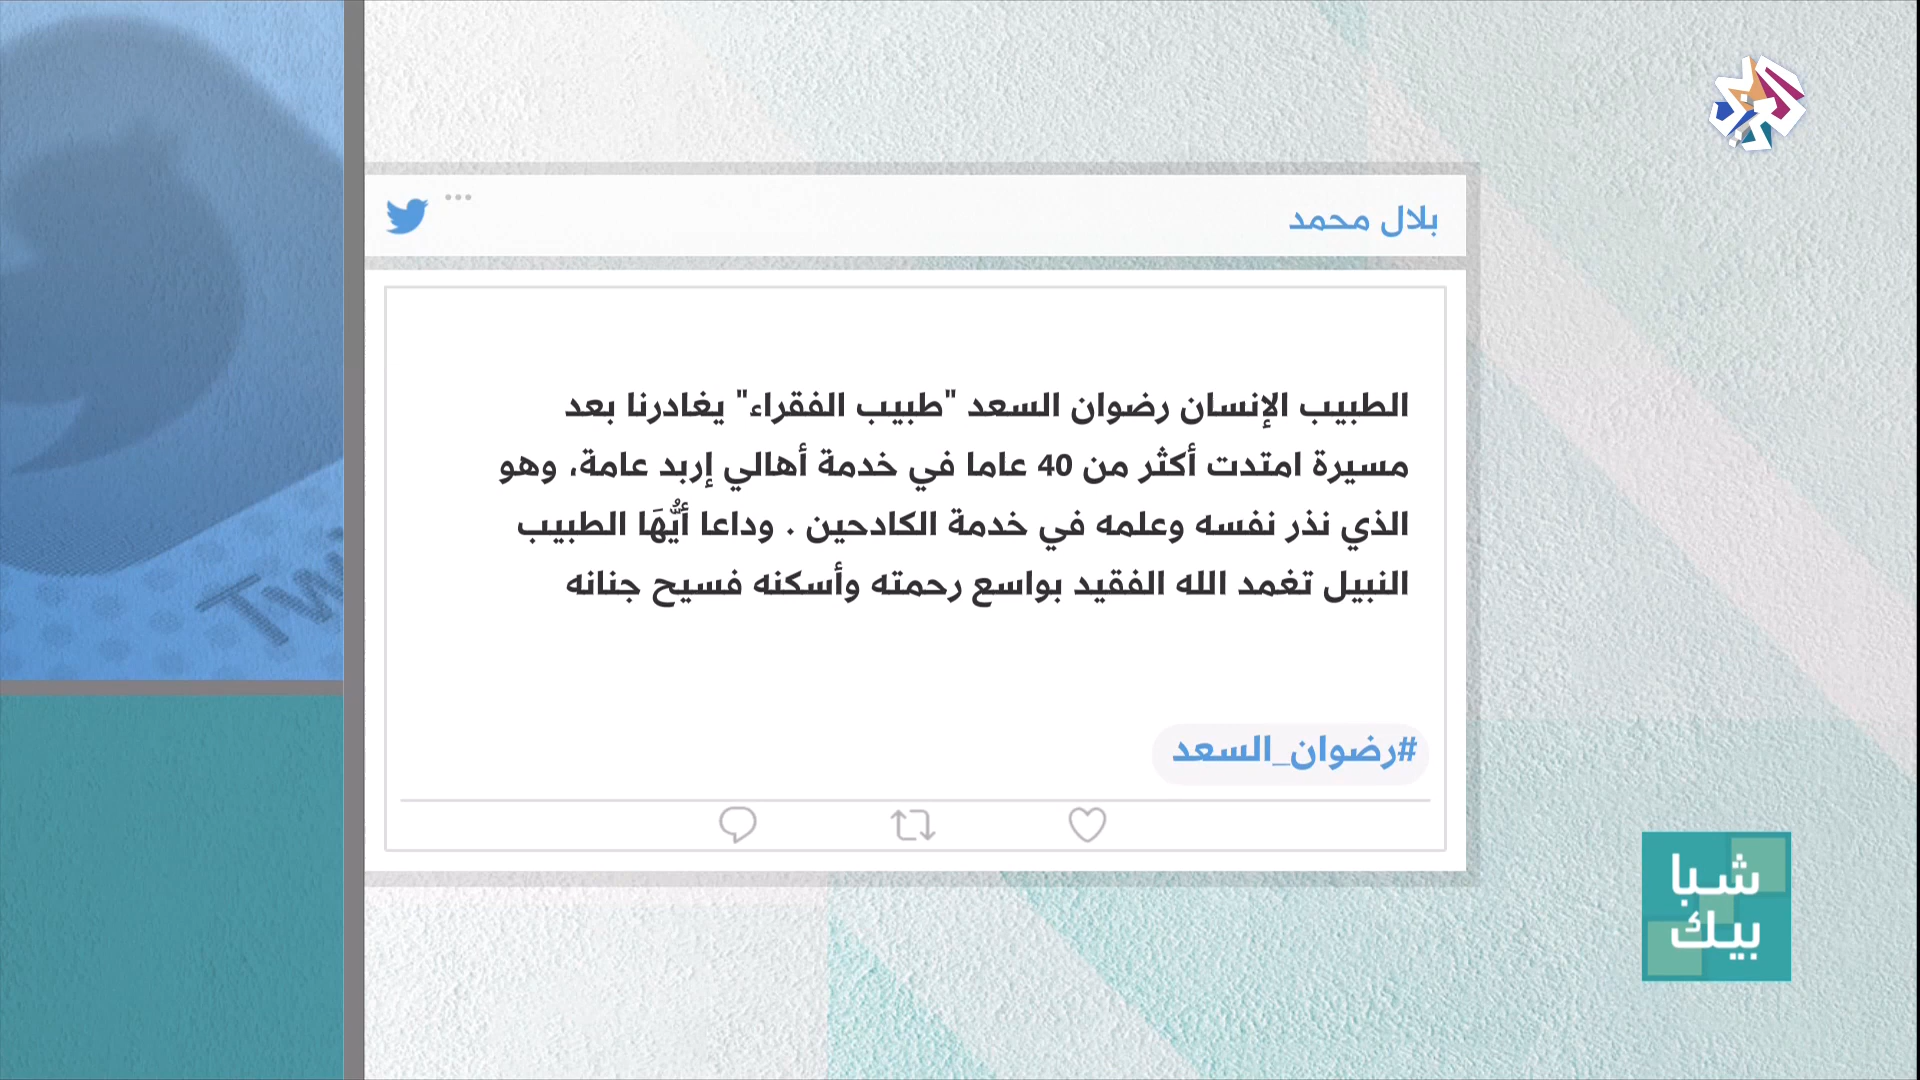 العربي
بلال محمد
الطبيب الإنسان رضوان السعد "طبيب الفقراء" يغادرنا بعد
مسيرة امتدت أكثر من 40 عاما في خدمة أهالي إربد عامة، وهو
الذي نذر نفسه وعلمه في خدمة الكادحين . وداعا أيُّهَا الطبيب
النبيل تغمد الله الفقيد بواسع رحمته وأسكنه فسيح جنانه
#رضوان_السعد
شبا
بيك